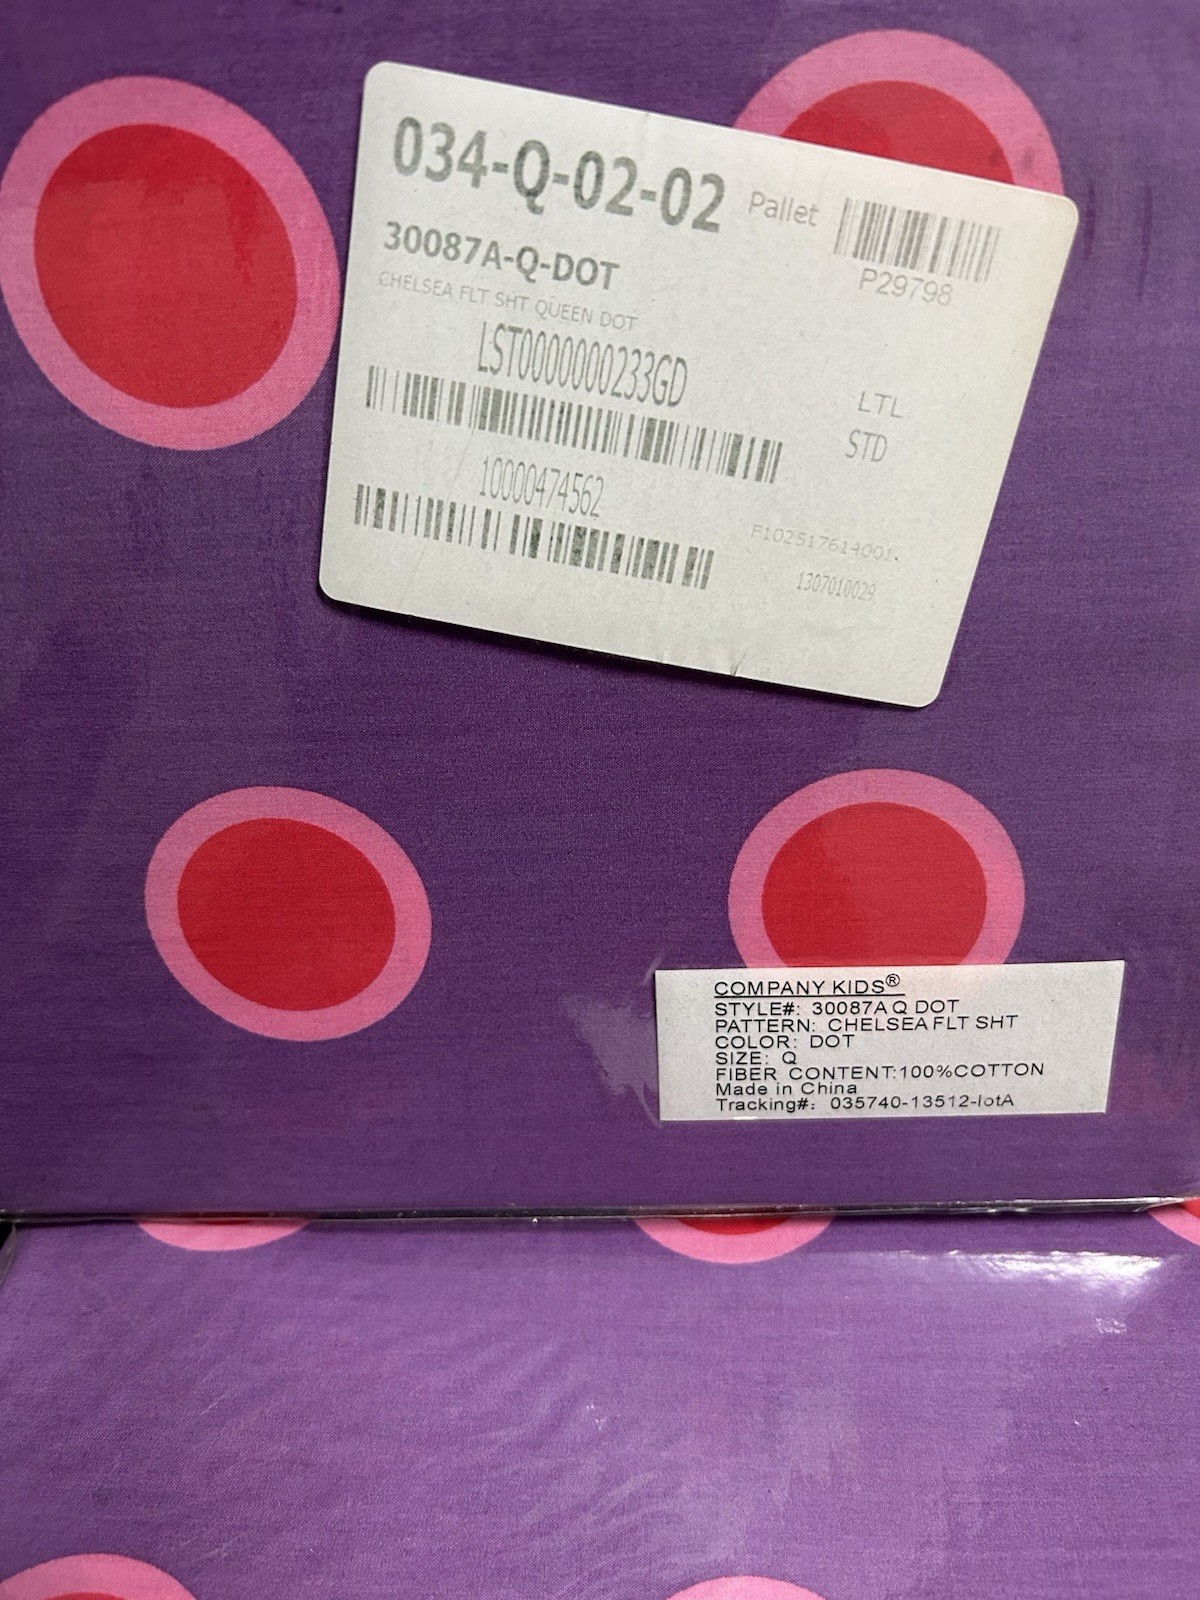 034-Q-02-02
Pallet
P29798
30087A-Q-DOT
CHELSEA FLT SHT QUEEN DOT
LST0000000233GD
LTL
STD
10000474562
F102517614001.
1307010029
COMPANY KIDS®
STYLE#: 30087A Q DOT
PATTERN: CHELSEA FLT SHT
COLOR: DOT
SIZE: Q
FIBER CONTENT:100%COTTON
Made in China
Tracking#: 035740-13512-lotA